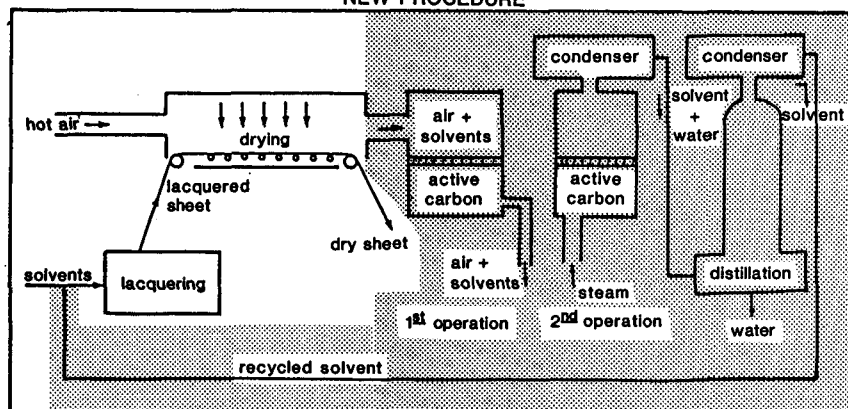 NEW PROCEDURE
hot air
drying
lacquered
sheet
dry sheet
solvents
lacquering
air +
solvents
active
carbon
air +
solvents
1st operation
condenser
active
carbon
steam
2nd operation
solvent
+
water
condenser
solvent
distillation
water
recycled solvent